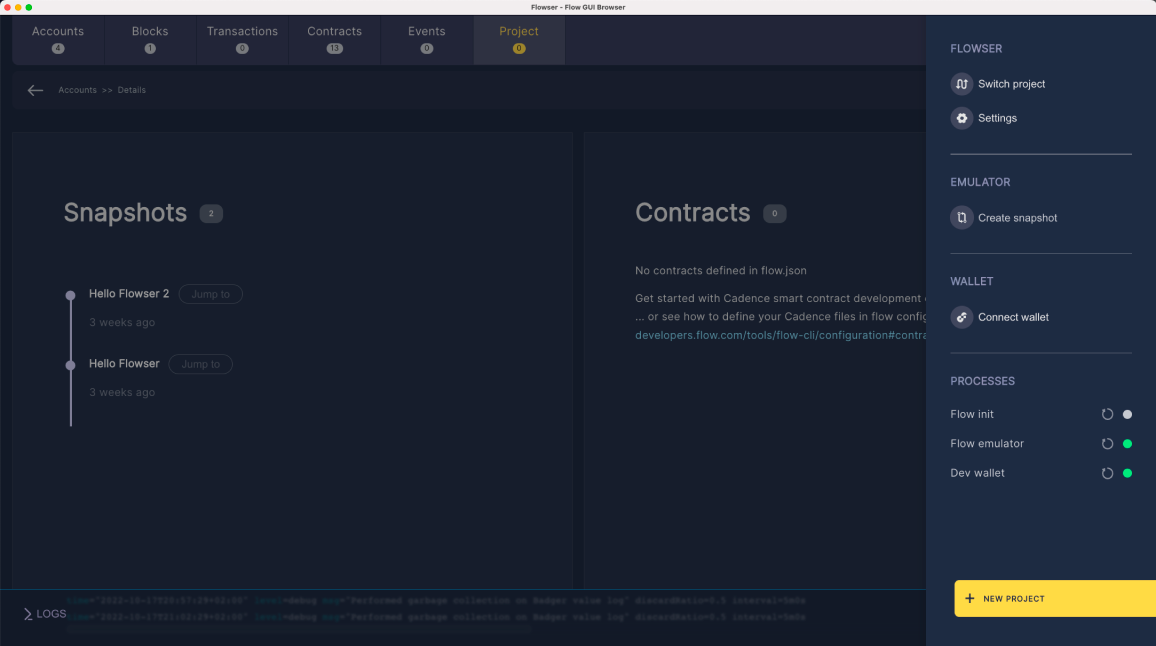 Flowser - Flow GUI Browser
Accounts Blocks Transactions Contracts Events Project
4 1 0 13 0 0
Accounts >> Details
Snapshots 2
Hello Flowser 2 Jump to
3 weeks ago
Hello Flowser Jump to
3 weeks ago
Contracts 0
No contracts defined in flow.json
Get started with Cadence smart contract development
... or see how to define your Cadence files in flow config
developers.flow.com/tools/flow-cli/configuration#contra
FLOWSER
Switch project
Settings
EMULATOR
Create snapshot
WALLET
Connect wallet
PROCESSES
Flow init
Flow emulator
Dev wallet
+ NEW PROJECT
LOGS
time="2022-10-17T20:57:29+02:00" level=debug msg="Performed garbage collection on Badger value log" discardRatio=0.5 interval=5m0s
time="2022-10-17T21:02:29+02:00" level=debug msg="Performed garbage collection on Badger value log" discardRatio=0.5 interval=5m0s